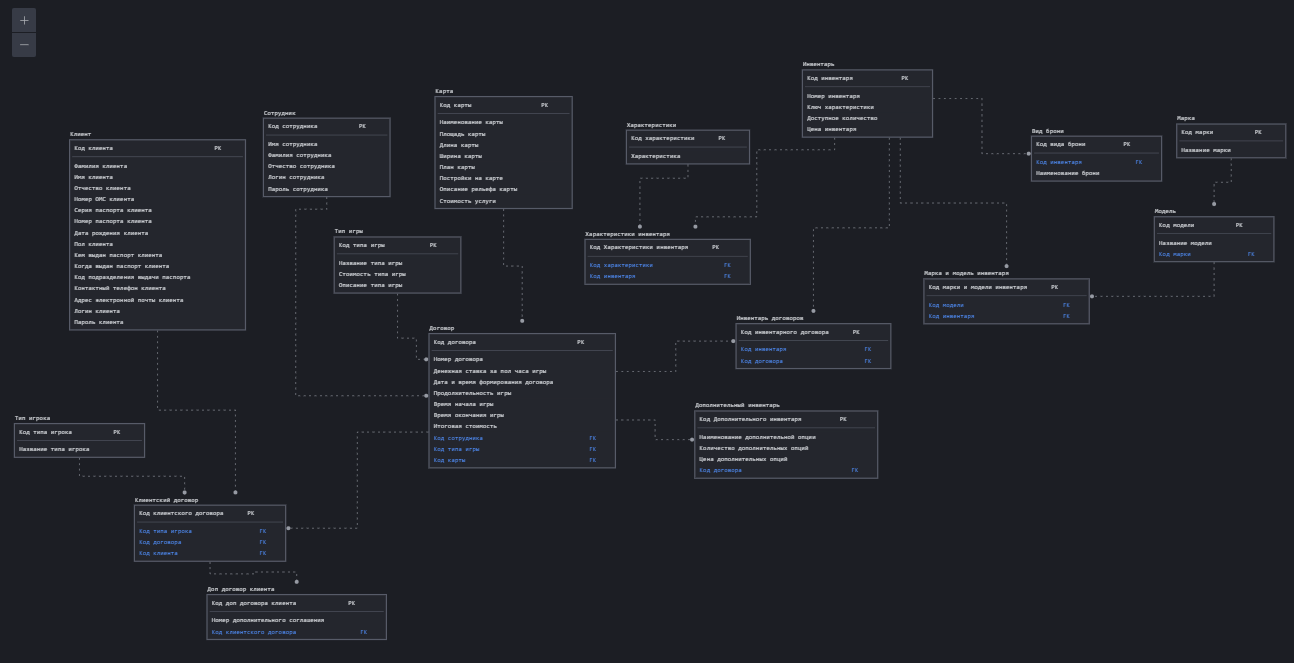 +
−
Клиент
Код клиента PK
Фамилия клиента
Имя клиента
Отчество клиента
Номер ОМС клиента
Серия паспорта клиента
Номер паспорта клиента
Дата рождения клиента
Пол клиента
Кем выдан паспорт клиента
Когда выдан паспорт клиента
Код подразделения выдачи паспорта
Контактный телефон клиента
Адрес электронной почты клиента
Логин клиента
Пароль клиента
Сотрудник
Код сотрудника PK
Имя сотрудника
Фамилия сотрудника
Отчество сотрудника
Логин сотрудника
Пароль сотрудника
Карта
Код карты PK
Наименование карты
Площадь карты
Длина карты
Ширена карты
План карты
Постройки на карте
Описание рельефа карты
Стоимость услуги
Тип игры
Код типа игры PK
Название типа игры
Стоимость типа игры
Описание типа игры
Характеристики
Код характеристики PK
Характеристика
Инвентарь
Код инвентаря PK
Номер инвентаря
Ключ характеристики
Доступное количество
Цена инвентаря
Вид брони
Код вида брони PK
Код инвентаря FK
Наименование брони
Марка
Код марки PK
Название марки
Модель
Код модели PK
Название модели
Код марки FK
Характеристики инвентаря
Код Характеристики инвентаря PK
Код характеристики FK
Код инвентаря FK
Марка и модель инвентаря
Код марки и модели инвентаря PK
Код модели FK
Код инвентаря FK
Инвентарь договоров
Код инвентарного договора PK
Код инвентаря FK
Код договора FK
Договор
Код договора PK
Номер договора
Денежная ставка за пол часа игры
Дата и время формирования договора
Продолжительность игры
Время начала игры
Время окончания игры
Итоговая стоимость
Код сотрудника FK
Код типа игры FK
Код карты FK
Дополнительный инвентарь
Код Дополнительного инвентаря PK
Наименование дополнительной опции
Количество дополнительных опций
Цена дополнительных опций
Код договора FK
Тип игрока
Код типа игрока PK
Название типа игрока
Клиентский договор
Код клиентского договора PK
Код типа игрока FK
Код договора FK
Код клиента FK
Доп договор клиента
Код доп договора клиента PK
Номер дополнительного соглашения
Код клиентского договора FK